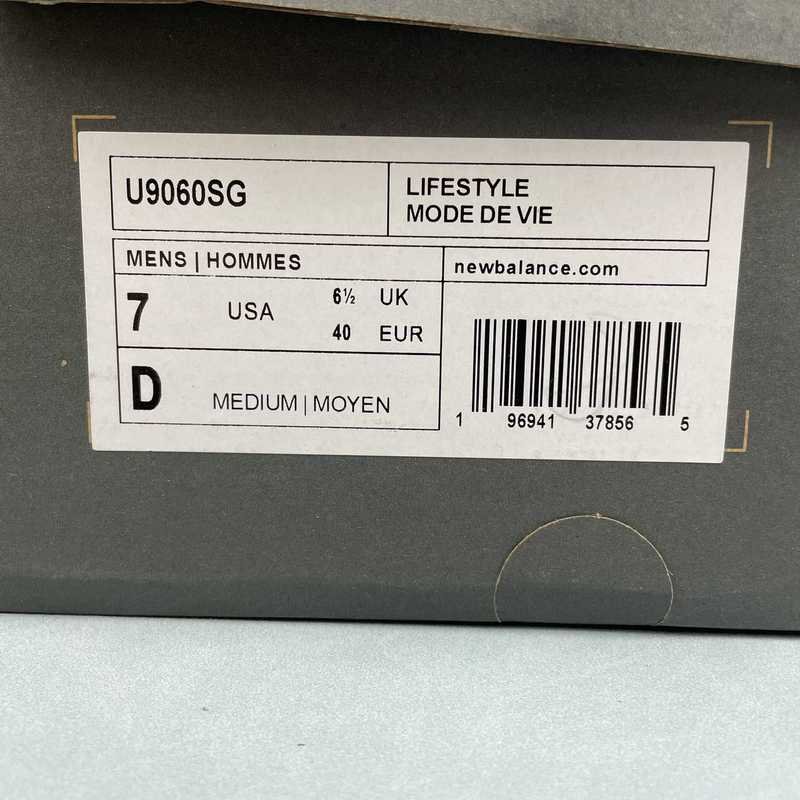 U9060SG
LIFESTYLE
MODE DE VIE
MENS | HOMMES
newbalance.com
7 USA 6½ UK
40 EUR
D MEDIUM | MOYEN
1 96941 37856 5